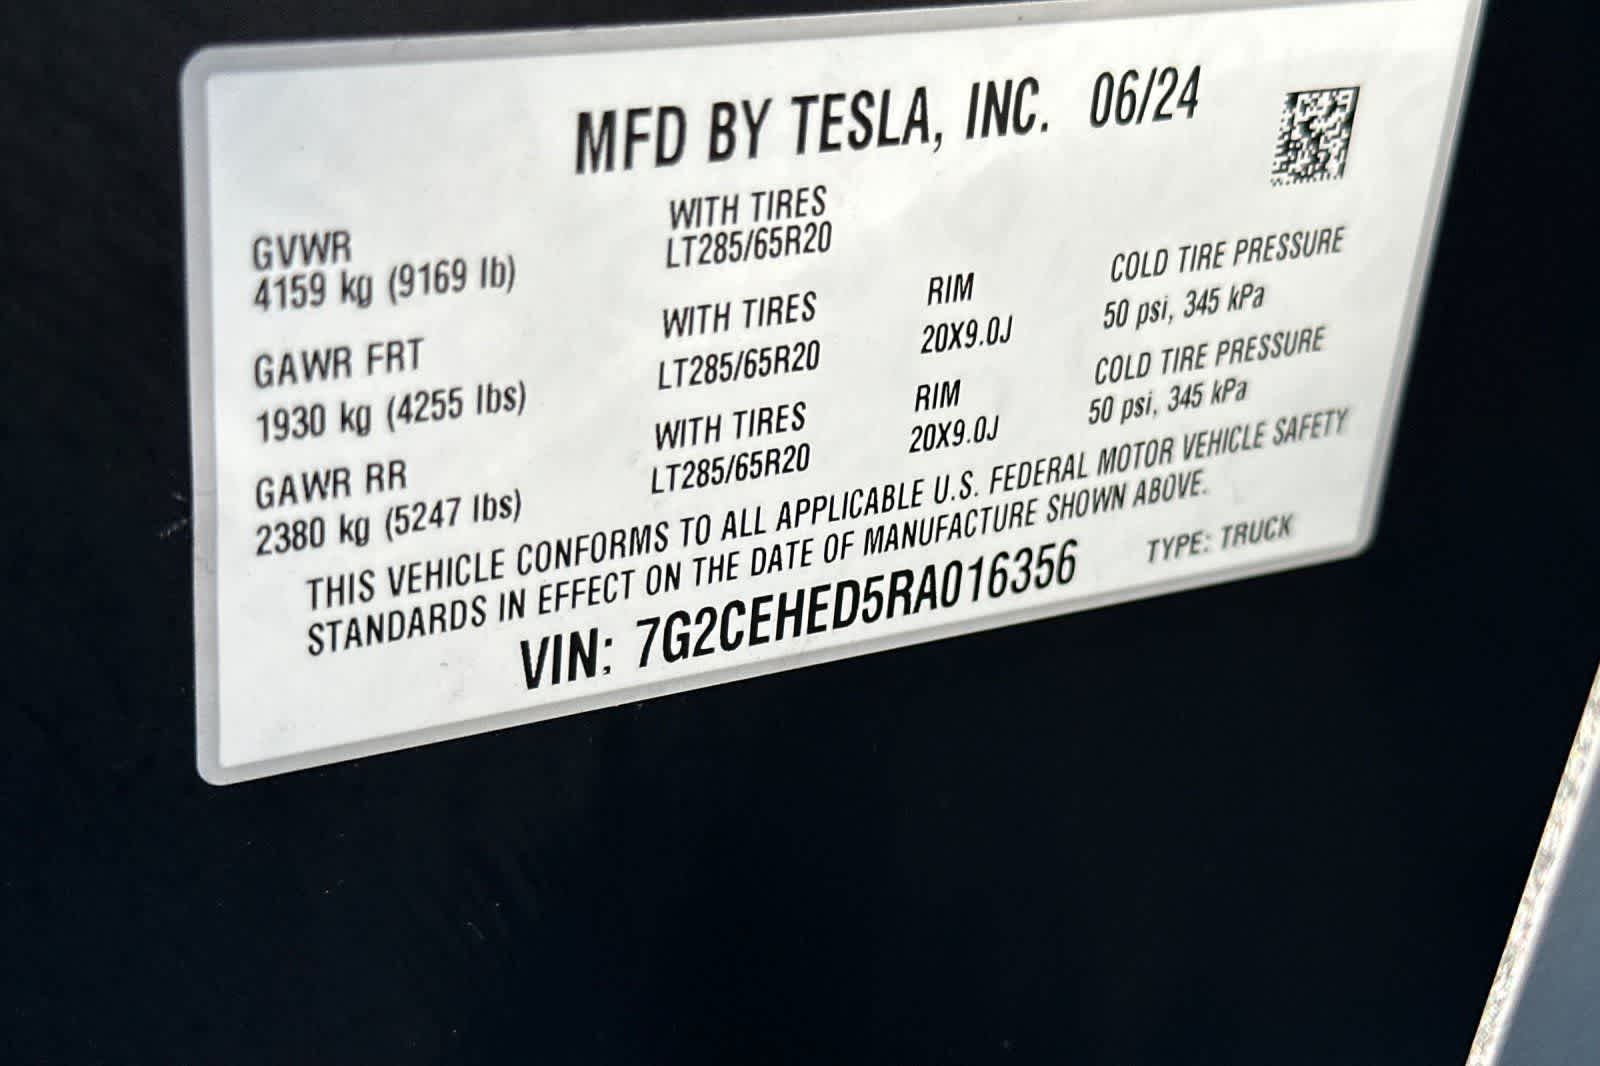 MFD BY TESLA, INC. 06/24
GVWR
4159 kg (9169 lb)
WITH TIRES
LT285/65R20
GAWR FRT
1930 kg (4255 lbs)
WITH TIRES
LT285/65R20
RIM
20X9.0J
COLD TIRE PRESSURE
50 psi, 345 kPa
GAWR RR
2380 kg (5247 lbs)
WITH TIRES
LT285/65R20
RIM
20X9.0J
COLD TIRE PRESSURE
50 psi, 345 kPa
THIS VEHICLE CONFORMS TO ALL APPLICABLE U.S. FEDERAL MOTOR VEHICLE SAFETY
STANDARDS IN EFFECT ON THE DATE OF MANUFACTURE SHOWN ABOVE.
VIN: 7G2CEHED5RA016356
TYPE: TRUCK